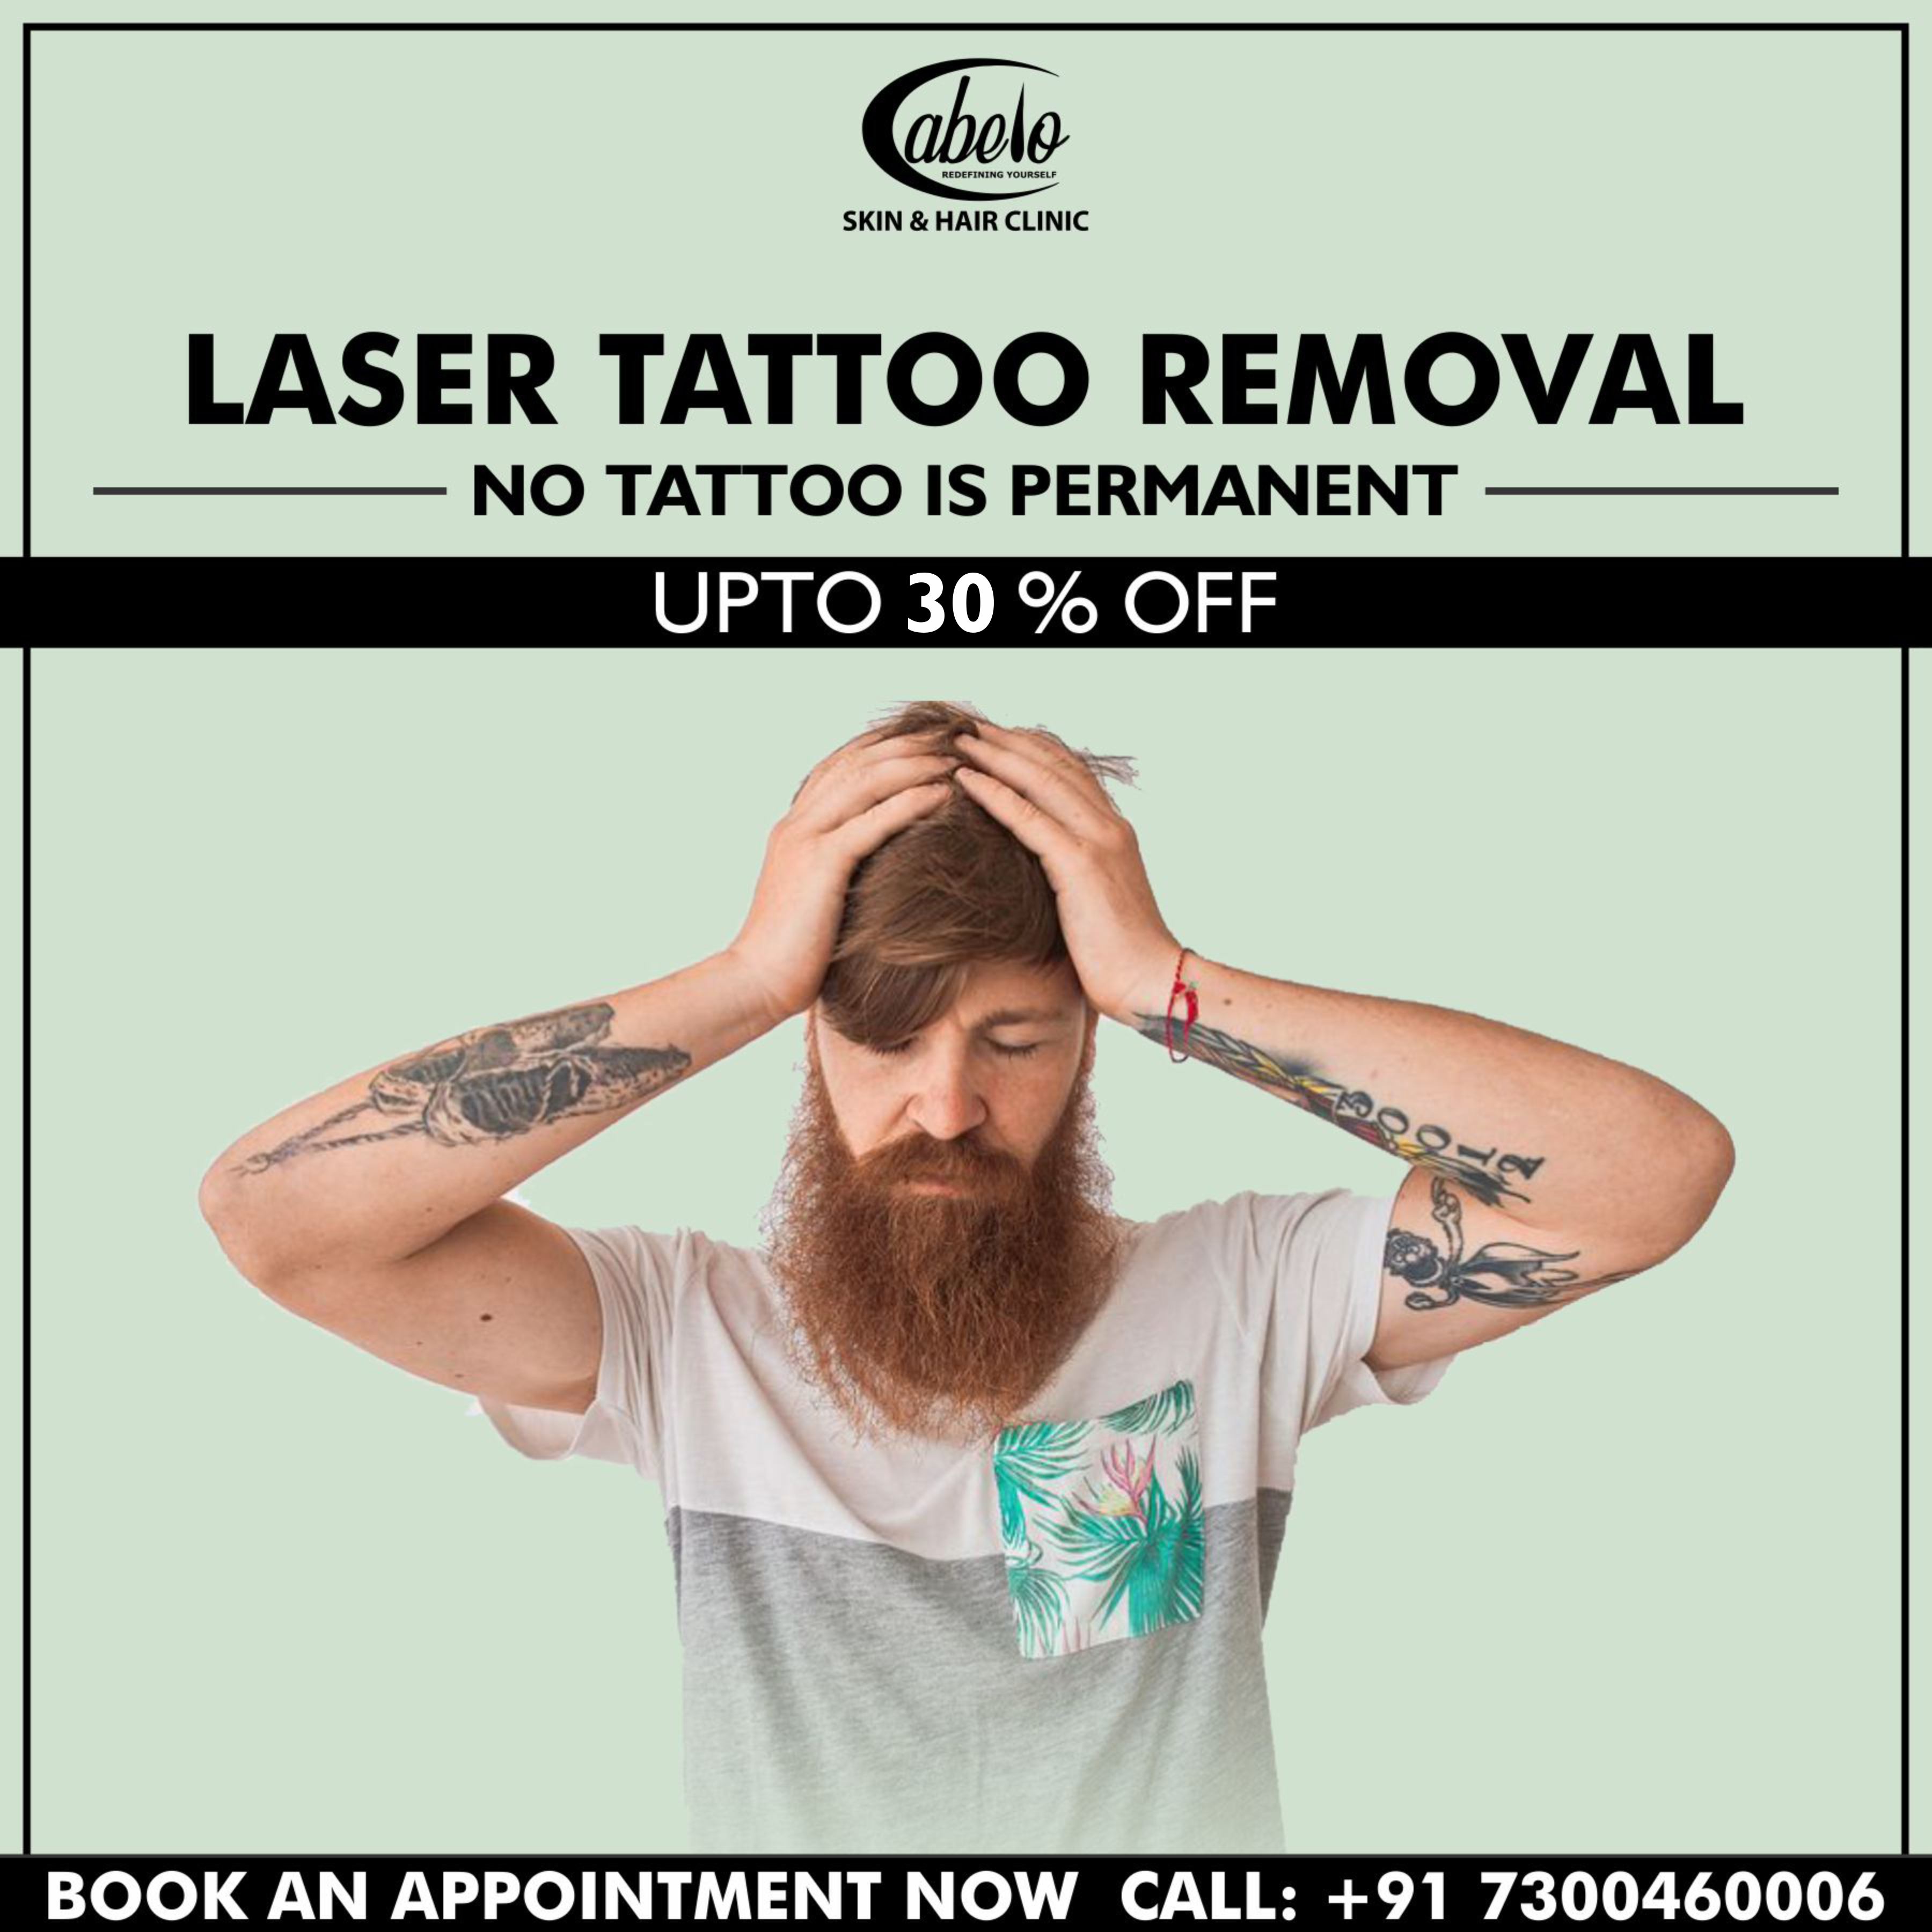 Cabelo
REDEFINING YOURSELF
SKIN & HAIR CLINIC
LASER TATTOO REMOVAL
NO TATTOO IS PERMANENT
UPTO 30 % OFF
BOOK AN APPOINTMENT NOW CALL: +91 7300460006